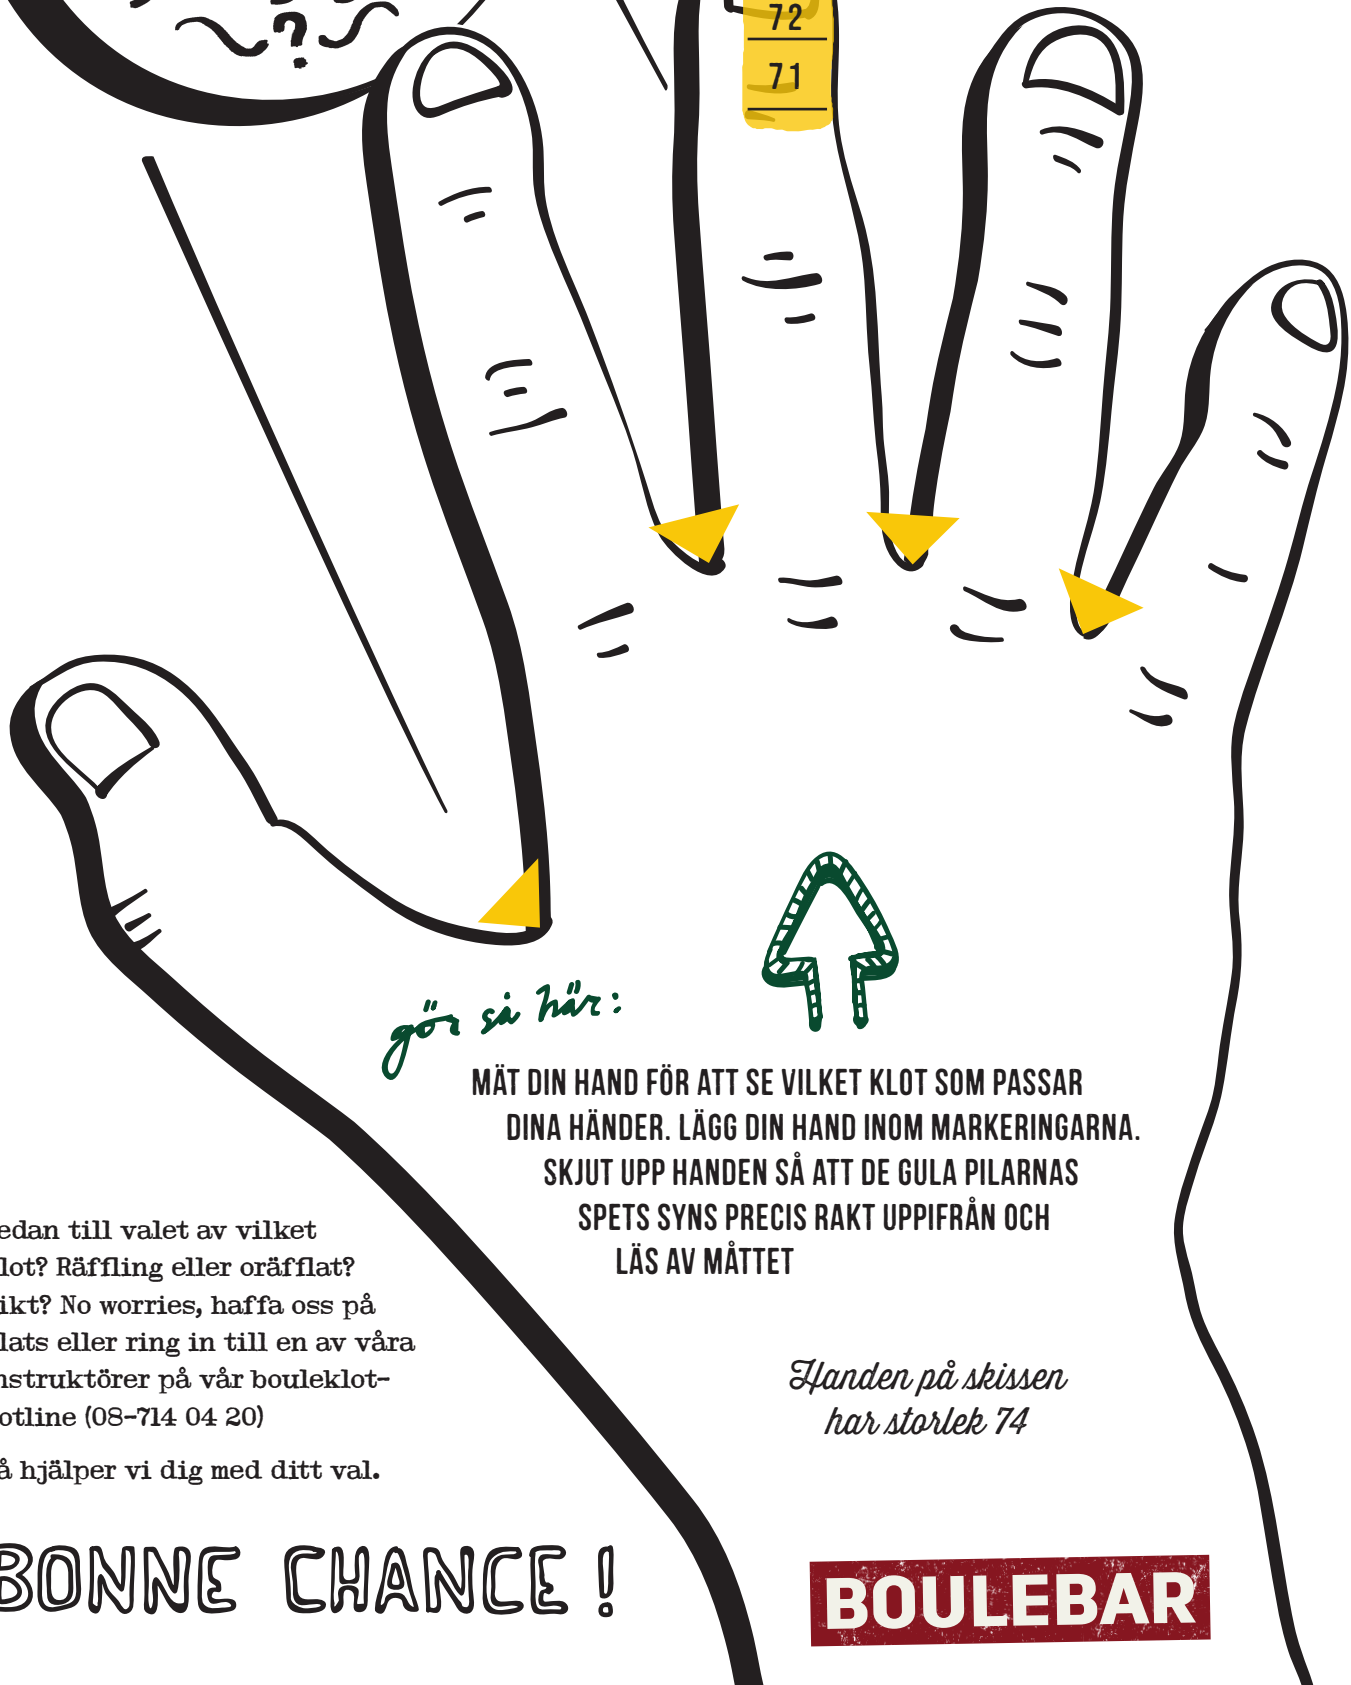 ?
72
71
gör så här:
MÄT DIN HAND FÖR ATT SE VILKET KLOT SOM PASSAR
DINA HÄNDER. LÄGG DIN HAND INOM MARKERINGARNA.
SKJUT UPP HANDEN SÅ ATT DE GULA PILARNAS
SPETS SYNS PRECIS RAKT UPPIFRÅN OCH
LÄS AV MÅTTET
edan till valet av vilket
lot? Räffling eller oräfflat?
ikt? No worries, haffa oss på
lats eller ring in till en av våra
nstruktörer på vår bouleklot-
otline (08-714 04 20)
å hjälper vi dig med ditt val.
Handen på skissen
har storlek 74
BONNE CHANCE!
BOULEBAR